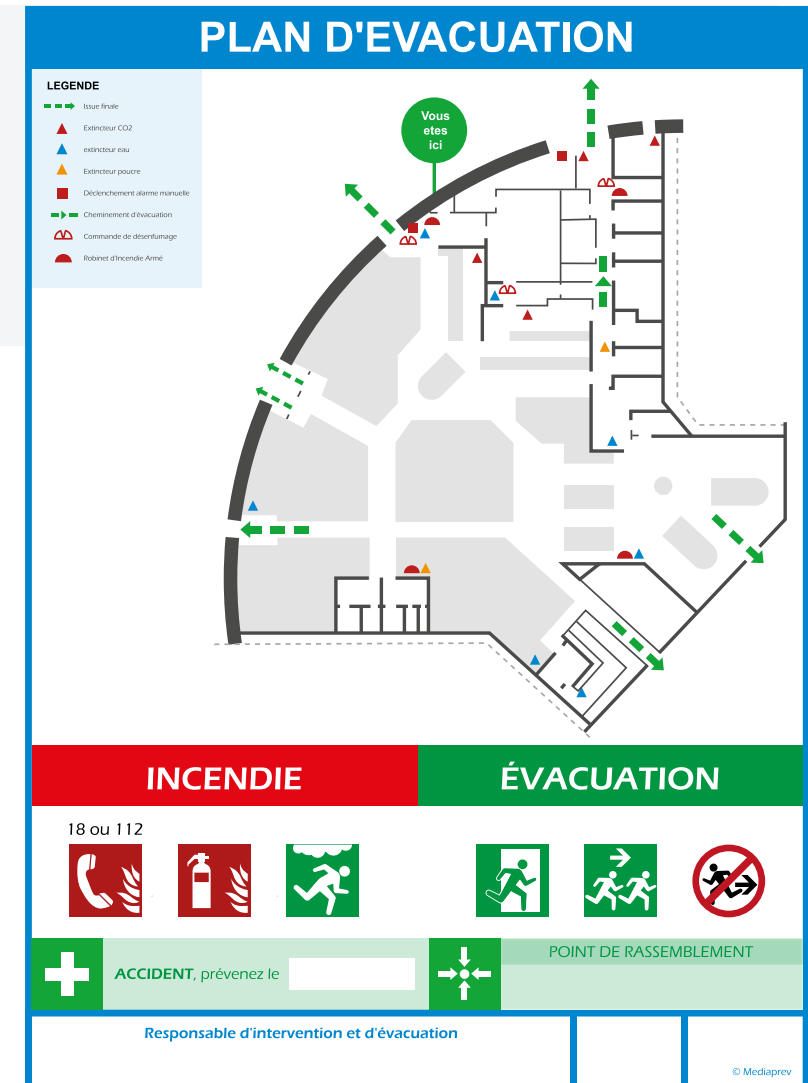 PLAN D'EVACUATION
LEGENDE
Issue finale
Extincteur CO2
extincteur eau
Extincteur poucre
Déclenchement alarme manuelle
Cheminement d'évacuation
Commande de désenfumage
Robinet d'Incendie Armé
Vous
etes
ici
INCENDIE
ÉVACUATION
18 ou 112
ACCIDENT, prévenez le
POINT DE RASSEMBLEMENT
Responsable d'intervention et d'évacuation
© Mediaprev